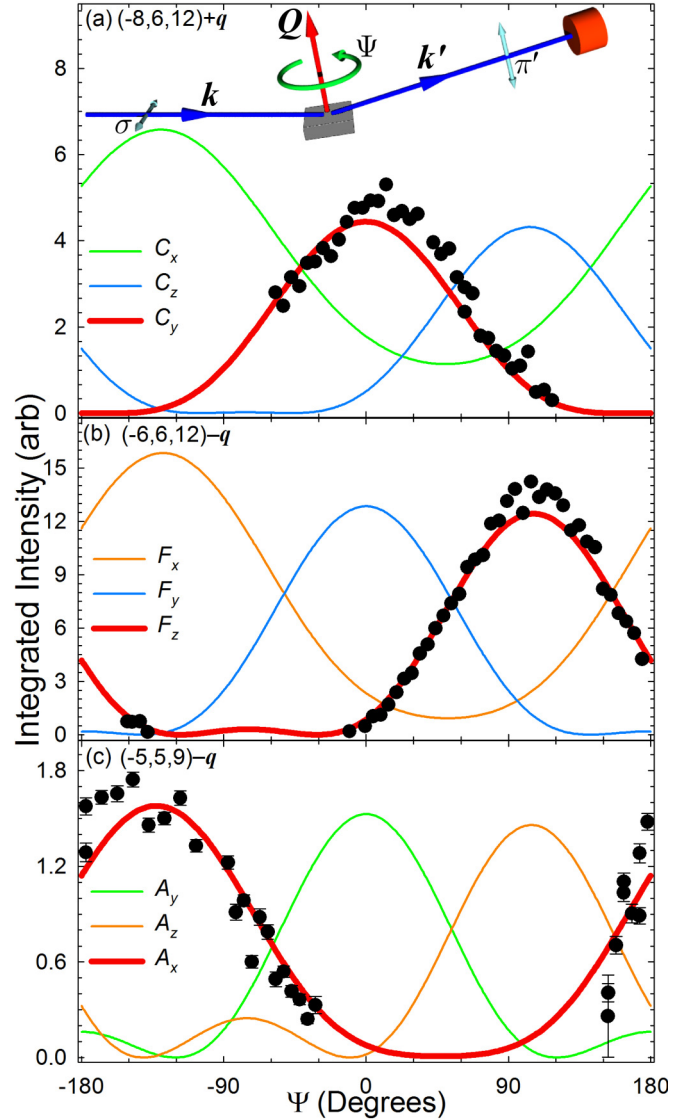 (a) (-8,6,12)+q
Q
Ψ
k
k'
π'
σ
8
6
4
2
0
C_x
C_z
C_y
(b) (-6,6,12)–q
15
12
9
6
3
0
F_x
F_y
F_z
(c) (-5,5,9)–q
1.8
1.2
0.6
0.0
A_y
A_z
A_x
-180 -90 0 90 180
Ψ (Degrees)
Integrated Intensity (arb)